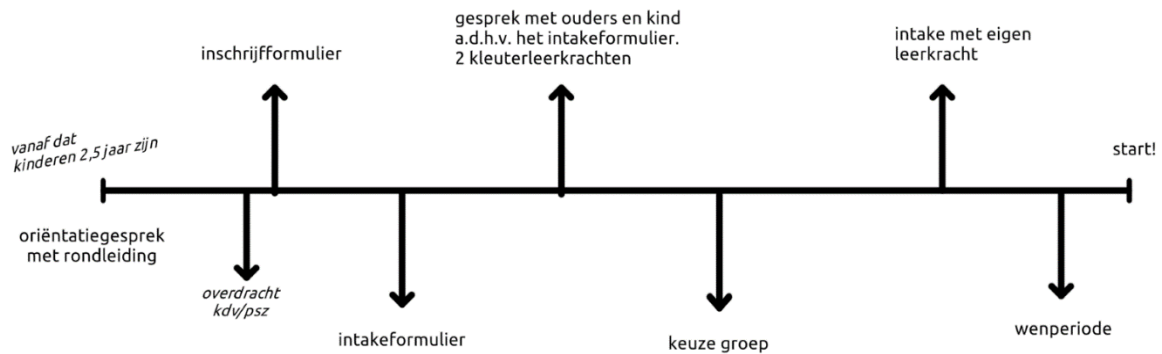 vanaf dat
kinderen 2,5 jaar zijn
oriëntatiegesprek
met rondleiding
overdracht
kdv/psz
inschrijfformulier
intakeformulier
gesprek met ouders en kind
a.d.h.v. het intakeformulier.
2 kleuterleerkrachten
keuze groep
intake met eigen
leerkracht
wenperiode
start!